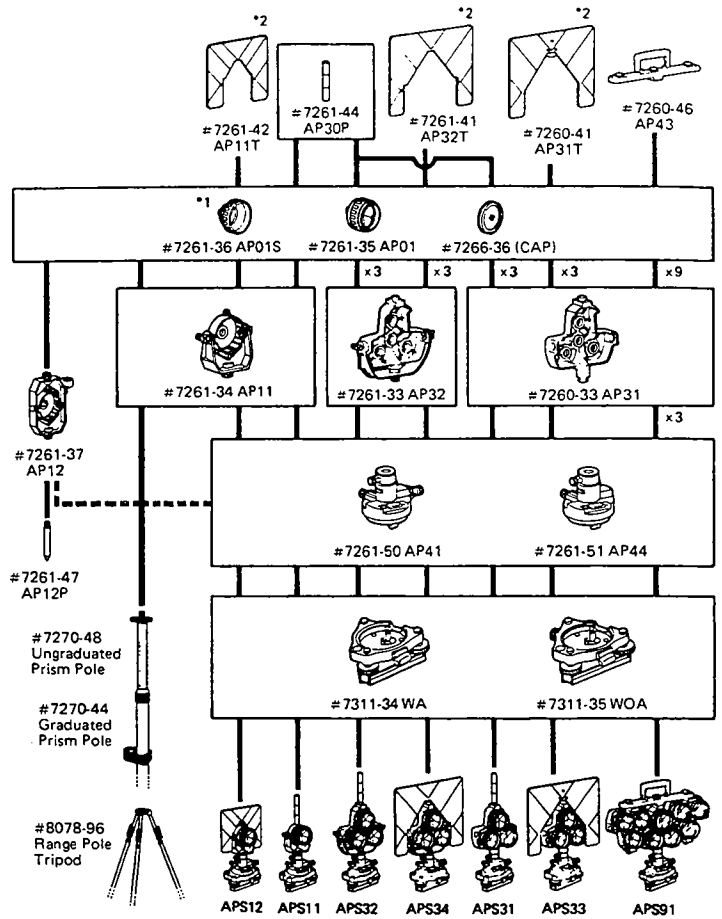 *2
*2
*2
#7261-42
AP11T
#7261-44
AP30P
#7261-41
AP32T
#7260-41
AP31T
#7260-46
AP43
*1
#7261-36 AP01S
#7261-35 AP01
#7266-36 (CAP)
x3
x3
x3
x3
x9
#7261-34 AP11
#7261-33 AP32
#7260-33 AP31
x3
#7261-37
AP12
#7261-50 AP41
#7261-51 AP44
#7261-47
AP12P
#7270-48
Ungraduated
Prism Pole
#7311-34 WA
#7311-35 WOA
#7270-44
Graduated
Prism Pole
#8078-96
Range Pole
Tripod
APS12
APS11
APS32
APS34
APS31
APS33
APS91